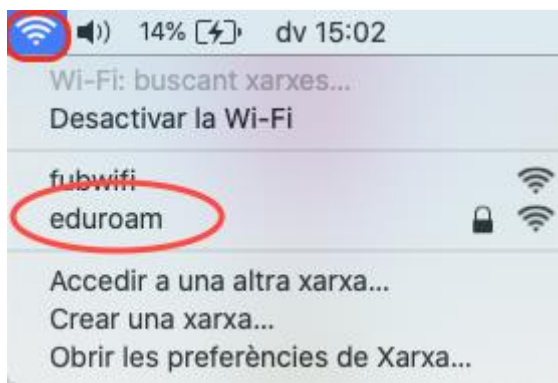 14% dv 15:02
Wi-Fi: buscant xarxes...
Desactivar la Wi-Fi
fubwifi
eduroam
Accedir a una altra xarxa...
Crear una xarxa...
Obrir les preferències de Xarxa...